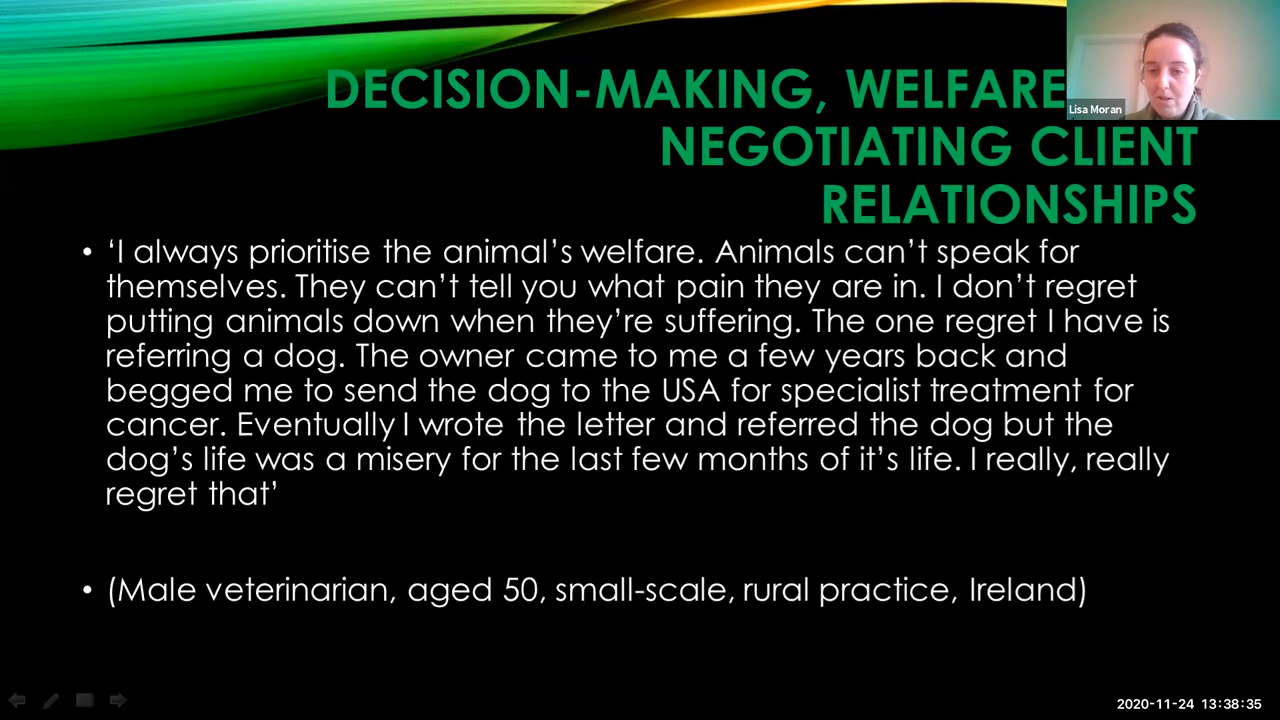 DECISION-MAKING, WELFARE
Lisa Moran
NEGOTIATING CLIENT
RELATIONSHIPS
• ‘I always prioritise the animal’s welfare. Animals can’t speak for
themselves. They can’t tell you what pain they are in. I don’t regret
putting animals down when they’re suffering. The one regret I have is
referring a dog. The owner came to me a few years back and
begged me to send the dog to the USA for specialist treatment for
cancer. Eventually I wrote the letter and referred the dog but the
dog’s life was a misery for the last few months of it’s life. I really, really
regret that’
• (Male veterinarian, aged 50, small-scale, rural practice, Ireland)
2020-11-24 13:38:35